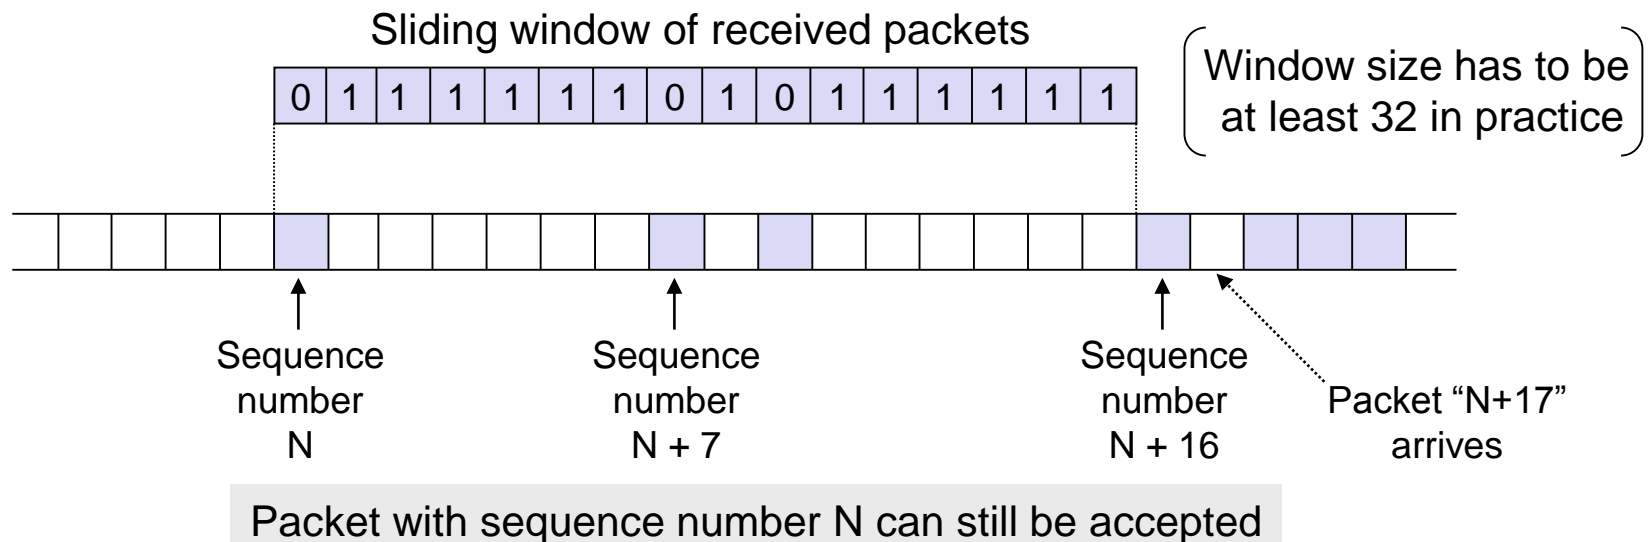 Sliding window of received packets
Window size has to be
at least 32 in practice
0 1 1 1 1 1 1 0 1 0 1 1 1 1 1 1
Sequence
number
N
Sequence
number
N + 7
Sequence
number
N + 16
Packet “N+17”
arrives
Packet with sequence number N can still be accepted